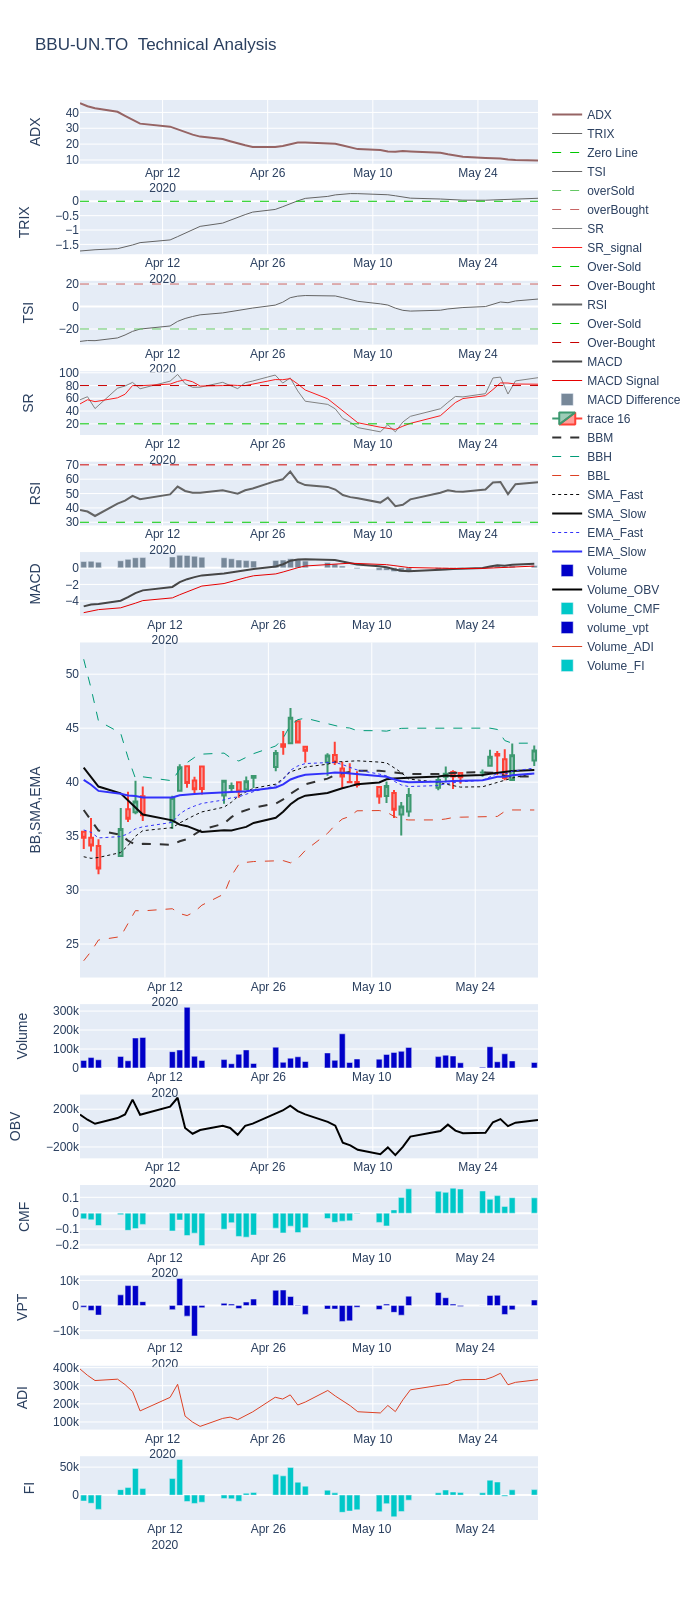 BBU-UN.TO  Technical Analysis
ADX
40
30
20
10
Apr 12
2020
Apr 26
May 10
May 24
TRIX
0
−0.5
−1
−1.5
Apr 12
2020
Apr 26
May 10
May 24
TSI
20
0
−20
Apr 12
2020
Apr 26
May 10
May 24
SR
100
80
60
40
20
Apr 12
2020
Apr 26
May 10
May 24
RSI
70
60
50
40
30
Apr 12
2020
Apr 26
May 10
May 24
MACD
0
−2
−4
Apr 12
2020
Apr 26
May 10
May 24
BB,SMA,EMA
50
45
40
35
30
25
Apr 12
2020
Apr 26
May 10
May 24
Volume
300k
200k
100k
0
Apr 12
2020
Apr 26
May 10
May 24
OBV
200k
0
−200k
Apr 12
2020
Apr 26
May 10
May 24
CMF
0.1
0
−0.1
−0.2
Apr 12
2020
Apr 26
May 10
May 24
VPT
10k
0
−10k
Apr 12
2020
Apr 26
May 10
May 24
ADI
400k
300k
200k
100k
Apr 12
2020
Apr 26
May 10
May 24
FI
50k
0
Apr 12
2020
Apr 26
May 10
May 24
ADX
TRIX
Zero Line
TSI
overSold
overBought
SR
SR_signal
Over-Sold
Over-Bought
RSI
Over-Sold
Over-Bought
MACD
MACD Signal
MACD Difference
trace 16
BBM
BBH
BBL
SMA_Fast
SMA_Slow
EMA_Fast
EMA_Slow
Volume
Volume_OBV
Volume_CMF
volume_vpt
Volume_ADI
Volume_FI